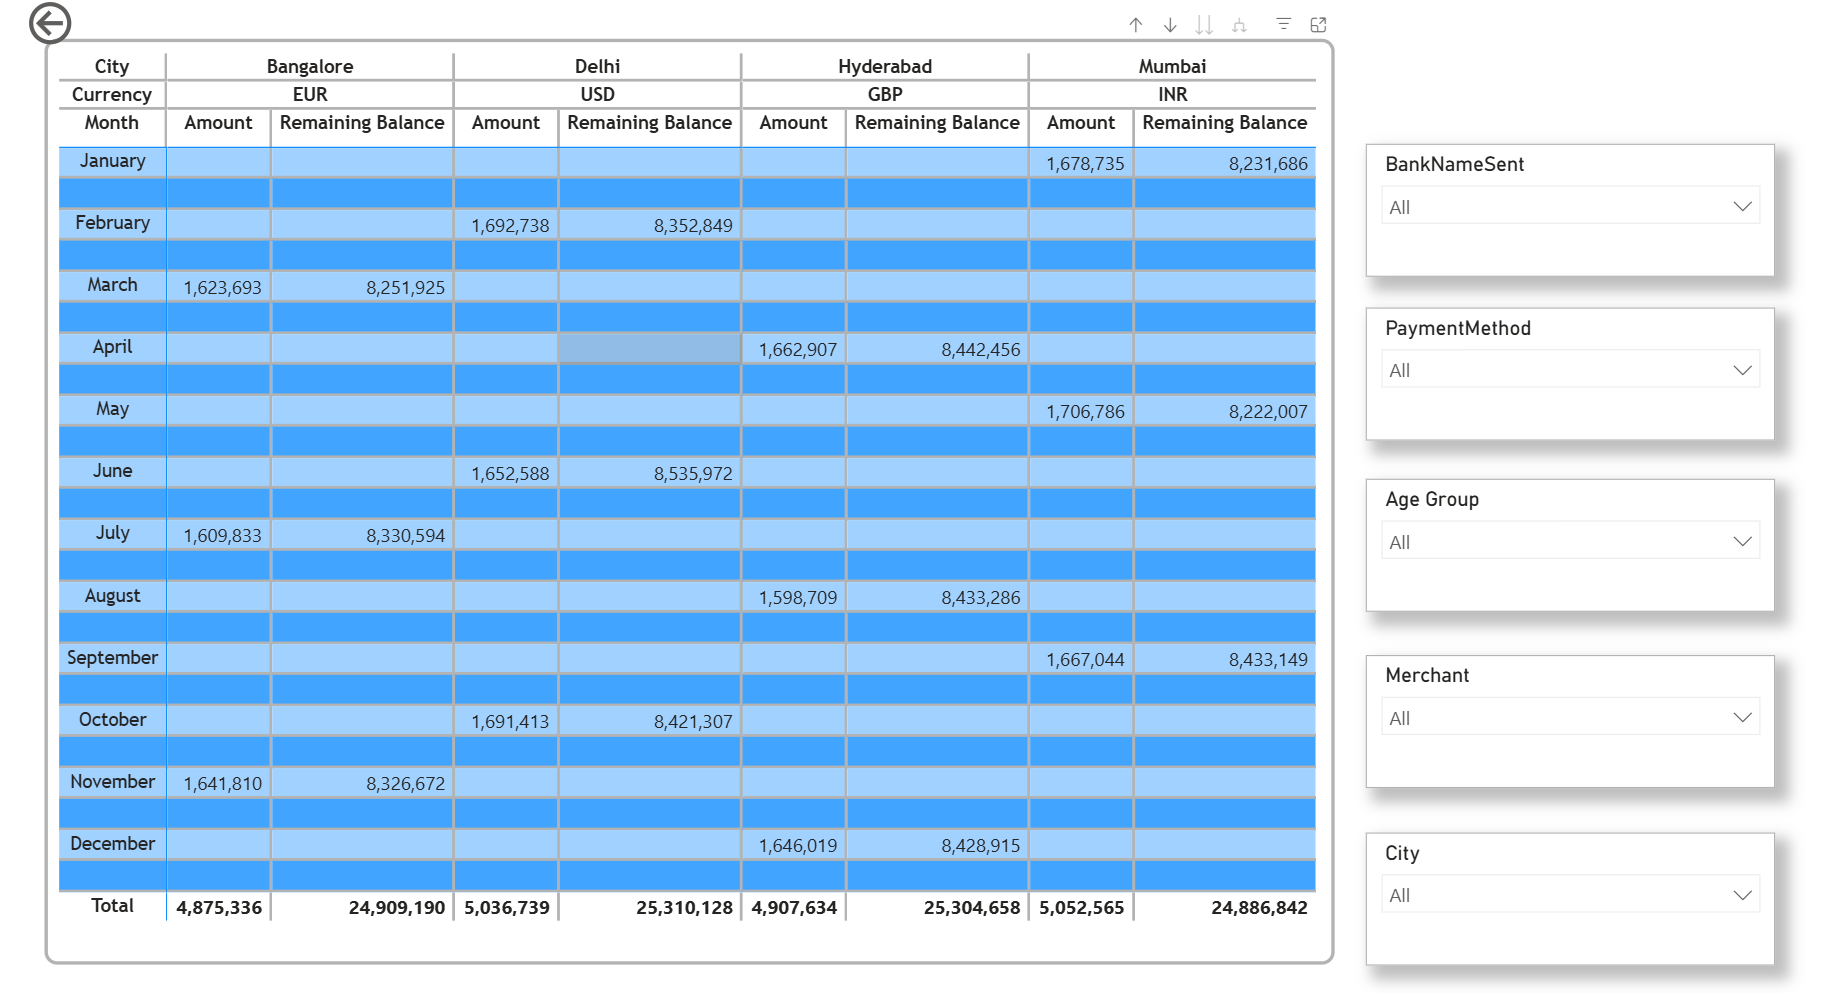 City Bangalore Delhi Hyderabad Mumbai
Currency EUR USD GBP INR
Month Amount Remaining Balance Amount Remaining Balance Amount Remaining Balance Amount Remaining Balance
January 1,678,735 8,231,686
February 1,692,738 8,352,849
March 1,623,693 8,251,925
April 1,662,907 8,442,456
May 1,706,786 8,222,007
June 1,652,588 8,535,972
July 1,609,833 8,330,594
August 1,598,709 8,433,286
September 1,667,044 8,433,149
October 1,691,413 8,421,307
November 1,641,810 8,326,672
December 1,646,019 8,428,915
Total 4,875,336 24,909,190 5,036,739 25,310,128 4,907,634 25,304,658 5,052,565 24,886,842
BankNameSent
All
PaymentMethod
All
Age Group
All
Merchant
All
City
All